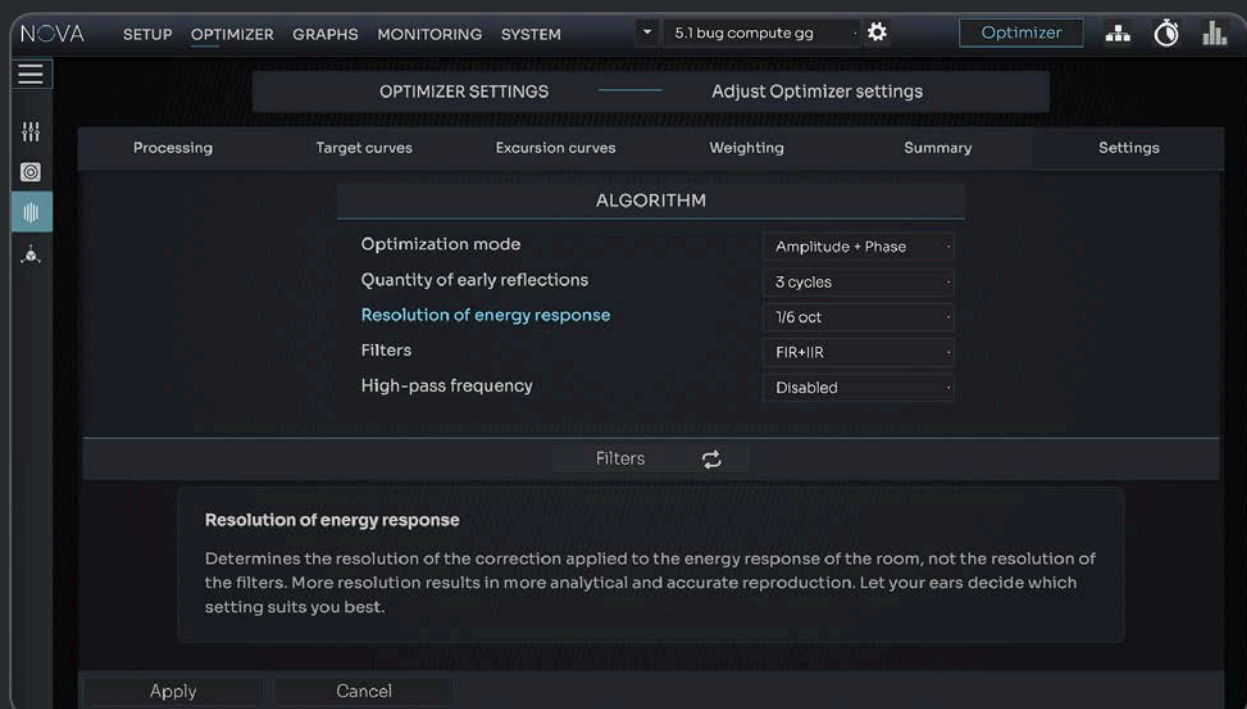 NOVA SETUP OPTIMIZER GRAPHS MONITORING SYSTEM 5.1 bug compute gg Optimizer
OPTIMIZER SETTINGS Adjust Optimizer settings
Processing Target curves Excursion curves Weighting Summary Settings
ALGORITHM
Optimization mode Amplitude + Phase
Quantity of early reflections 3 cycles
Resolution of energy response 1/6 oct
Filters FIR+IIR
High-pass frequency Disabled
Filters
Resolution of energy response
Determines the resolution of the correction applied to the energy response of the room, not the resolution of
the filters. More resolution results in more analytical and accurate reproduction. Let your ears decide which
setting suits you best.
Apply Cancel